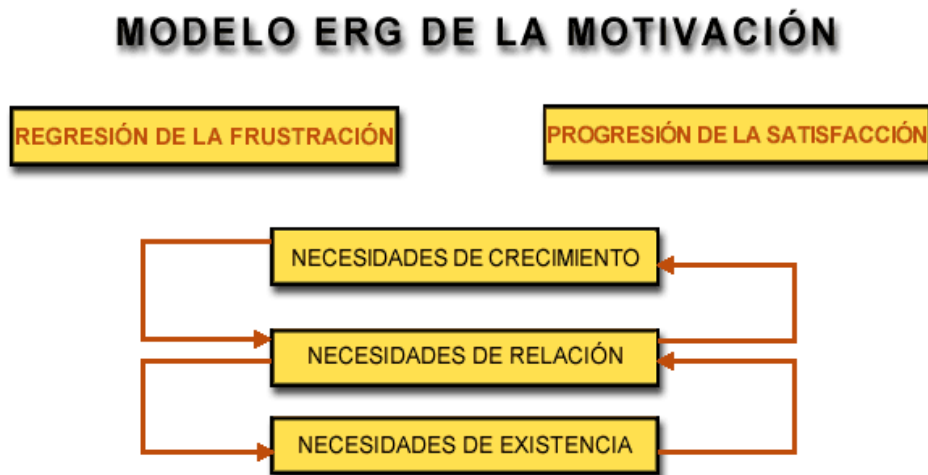 MODELO ERG DE LA MOTIVACIÓN
REGRESIÓN DE LA FRUSTRACIÓN
PROGRESIÓN DE LA SATISFACCIÓN
NECESIDADES DE CRECIMIENTO
NECESIDADES DE RELACIÓN
NECESIDADES DE EXISTENCIA